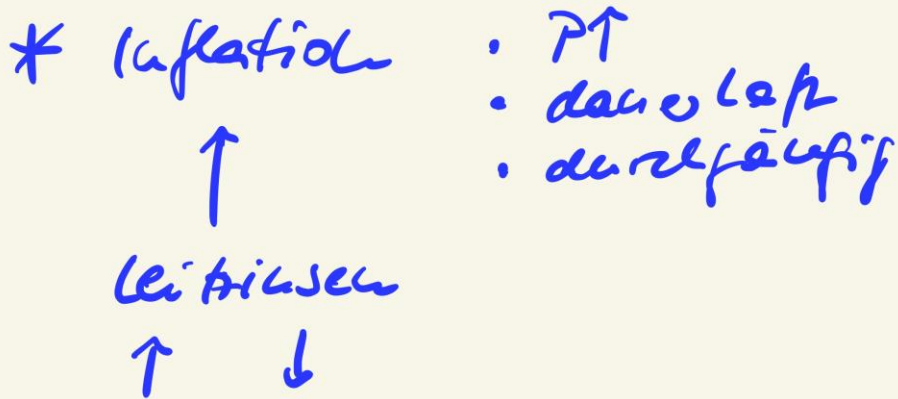 * Inflation
• P↑
• dauerhaft
• durchgängig
↑
Leitzinsen
↑ ↓